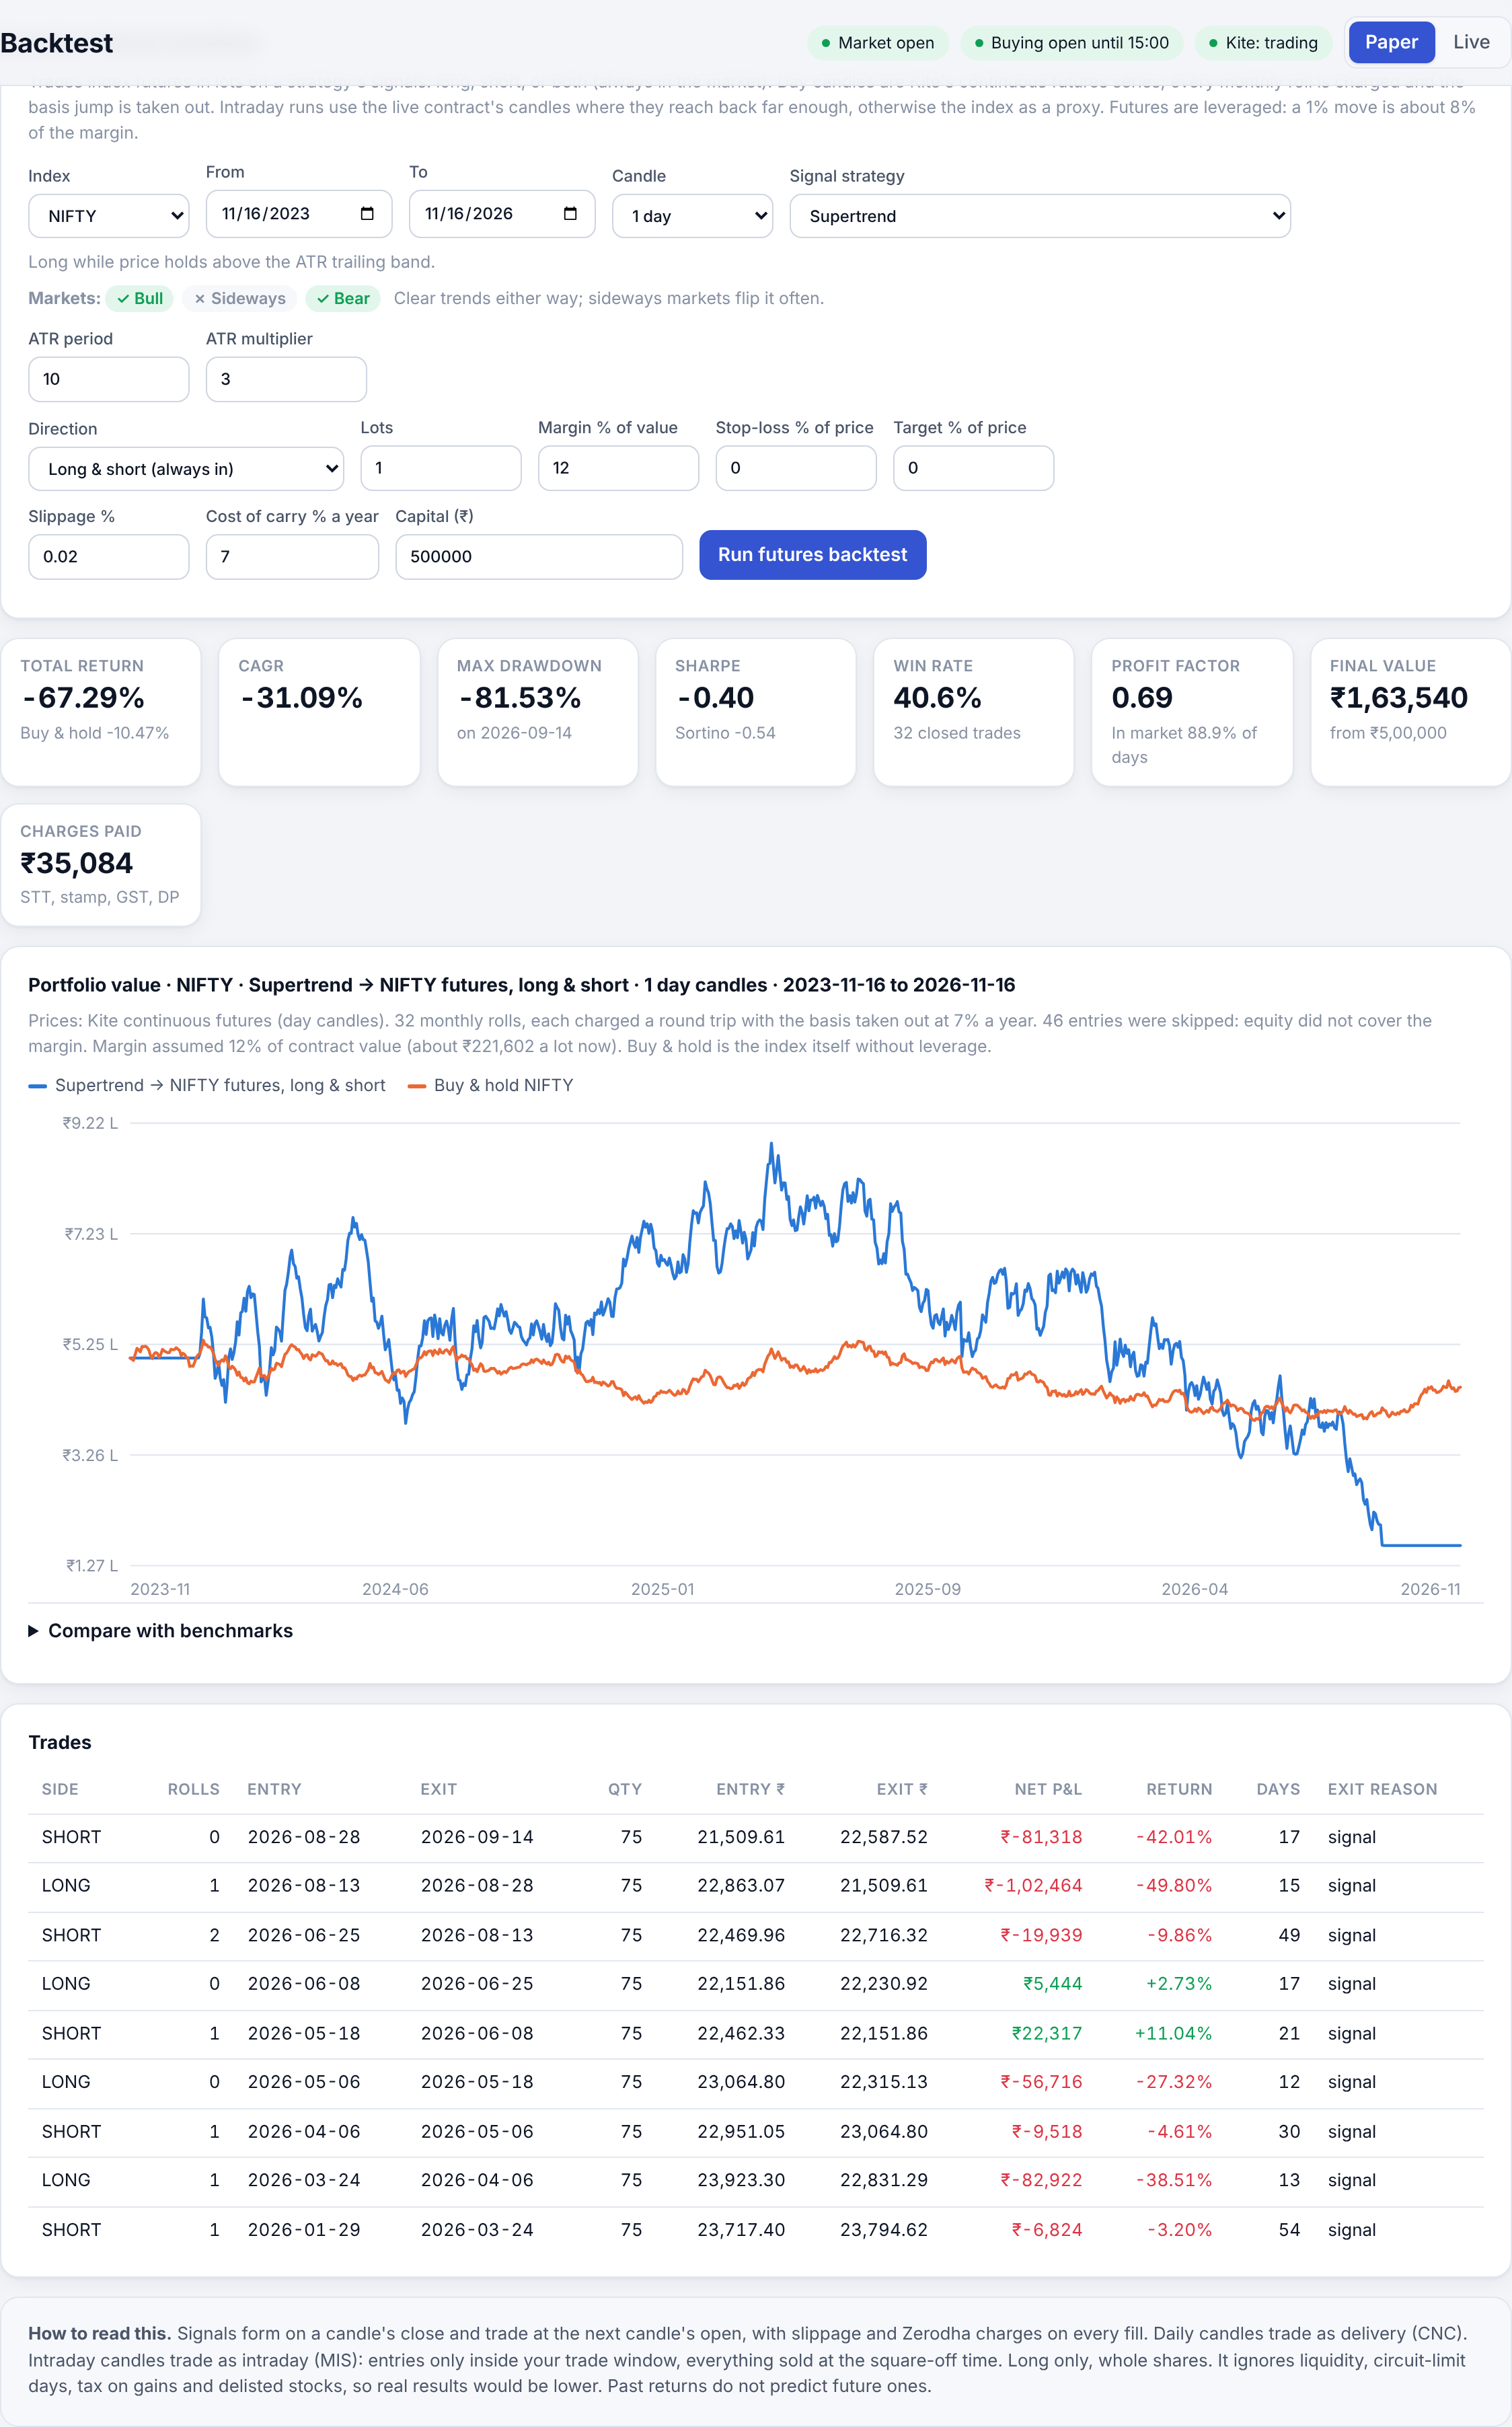 Backtest
Market open
Buying open until 15:00
Kite: trading
Paper
Live
basis jump is taken out. Intraday runs use the live contract's candles where they reach back far enough, otherwise the index as a proxy. Futures are leveraged: a 1% move is about 8%
of the margin.
Index
From
To
Candle
Signal strategy
NIFTY
11/16/2023
11/16/2026
1 day
Supertrend
Long while price holds above the ATR trailing band.
Markets: ✓ Bull × Sideways ✓ Bear Clear trends either way; sideways markets flip it often.
ATR period
ATR multiplier
10
3
Direction
Lots
Margin % of value
Stop-loss % of price
Target % of price
Long & short (always in)
1
12
0
0
Slippage %
Cost of carry % a year
Capital (₹)
0.02
7
500000
Run futures backtest
TOTAL RETURN
-67.29%
Buy & hold -10.47%
CAGR
-31.09%
MAX DRAWDOWN
-81.53%
on 2026-09-14
SHARPE
-0.40
Sortino -0.54
WIN RATE
40.6%
32 closed trades
PROFIT FACTOR
0.69
In market 88.9% of
days
FINAL VALUE
₹1,63,540
from ₹5,00,000
CHARGES PAID
₹35,084
STT, stamp, GST, DP
Portfolio value · NIFTY · Supertrend → NIFTY futures, long & short · 1 day candles · 2023-11-16 to 2026-11-16
Prices: Kite continuous futures (day candles). 32 monthly rolls, each charged a round trip with the basis taken out at 7% a year. 46 entries were skipped: equity did not cover the
margin. Margin assumed 12% of contract value (about ₹221,602 a lot now). Buy & hold is the index itself without leverage.
Supertrend → NIFTY futures, long & short
Buy & hold NIFTY
₹9.22 L
₹7.23 L
₹5.25 L
₹3.26 L
₹1.27 L
2023-11 2024-06 2025-01 2025-09 2026-04 2026-11
▶ Compare with benchmarks
Trades
SIDE ROLLS ENTRY EXIT QTY ENTRY ₹ EXIT ₹ NET P&L RETURN DAYS EXIT REASON
SHORT 0 2026-08-28 2026-09-14 75 21,509.61 22,587.52 ₹-81,318 -42.01% 17 signal
LONG 1 2026-08-13 2026-08-28 75 22,863.07 21,509.61 ₹-1,02,464 -49.80% 15 signal
SHORT 2 2026-06-25 2026-08-13 75 22,469.96 22,716.32 ₹-19,939 -9.86% 49 signal
LONG 0 2026-06-08 2026-06-25 75 22,151.86 22,230.92 ₹5,444 +2.73% 17 signal
SHORT 1 2026-05-18 2026-06-08 75 22,462.33 22,151.86 ₹22,317 +11.04% 21 signal
LONG 0 2026-05-06 2026-05-18 75 23,064.80 22,315.13 ₹-56,716 -27.32% 12 signal
SHORT 1 2026-04-06 2026-05-06 75 22,951.05 23,064.80 ₹-9,518 -4.61% 30 signal
LONG 1 2026-03-24 2026-04-06 75 23,923.30 22,831.29 ₹-82,922 -38.51% 13 signal
SHORT 1 2026-01-29 2026-03-24 75 23,717.40 23,794.62 ₹-6,824 -3.20% 54 signal
How to read this. Signals form on a candle's close and trade at the next candle's open, with slippage and Zerodha charges on every fill. Daily candles trade as delivery (CNC).
Intraday candles trade as intraday (MIS): entries only inside your trade window, everything sold at the square-off time. Long only, whole shares. It ignores liquidity, circuit-limit
days, tax on gains and delisted stocks, so real results would be lower. Past returns do not predict future ones.